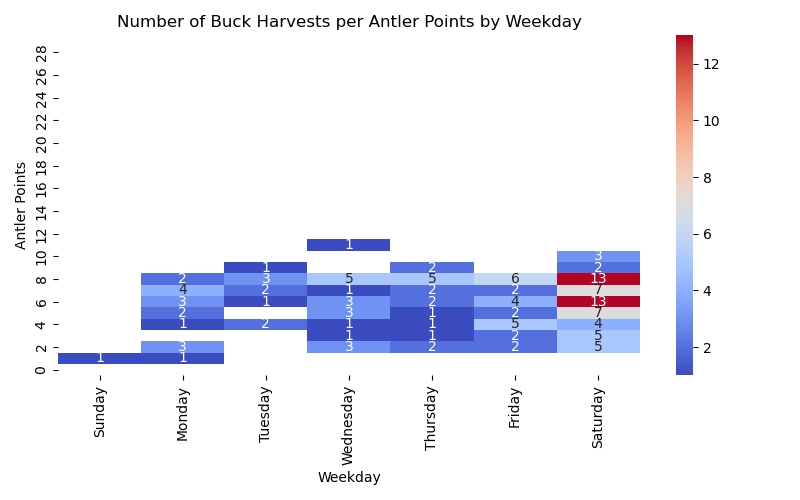 Number of Buck Harvests per Antler Points by Weekday
28
26
24
22
20
18
16
14
12
10
8
6
4
2
0
Antler Points
1
3
1 2 2
2 3 5 5 6 13
4 2 1 2 2 7
3 1 3 2 4 13
2 3 1 2 7
1 2 1 1 5 4
1 1 2 5
3 3 2 2 5
1 1
Sunday
Monday
Tuesday
Wednesday
Thursday
Friday
Saturday
Weekday
12
10
8
6
4
2